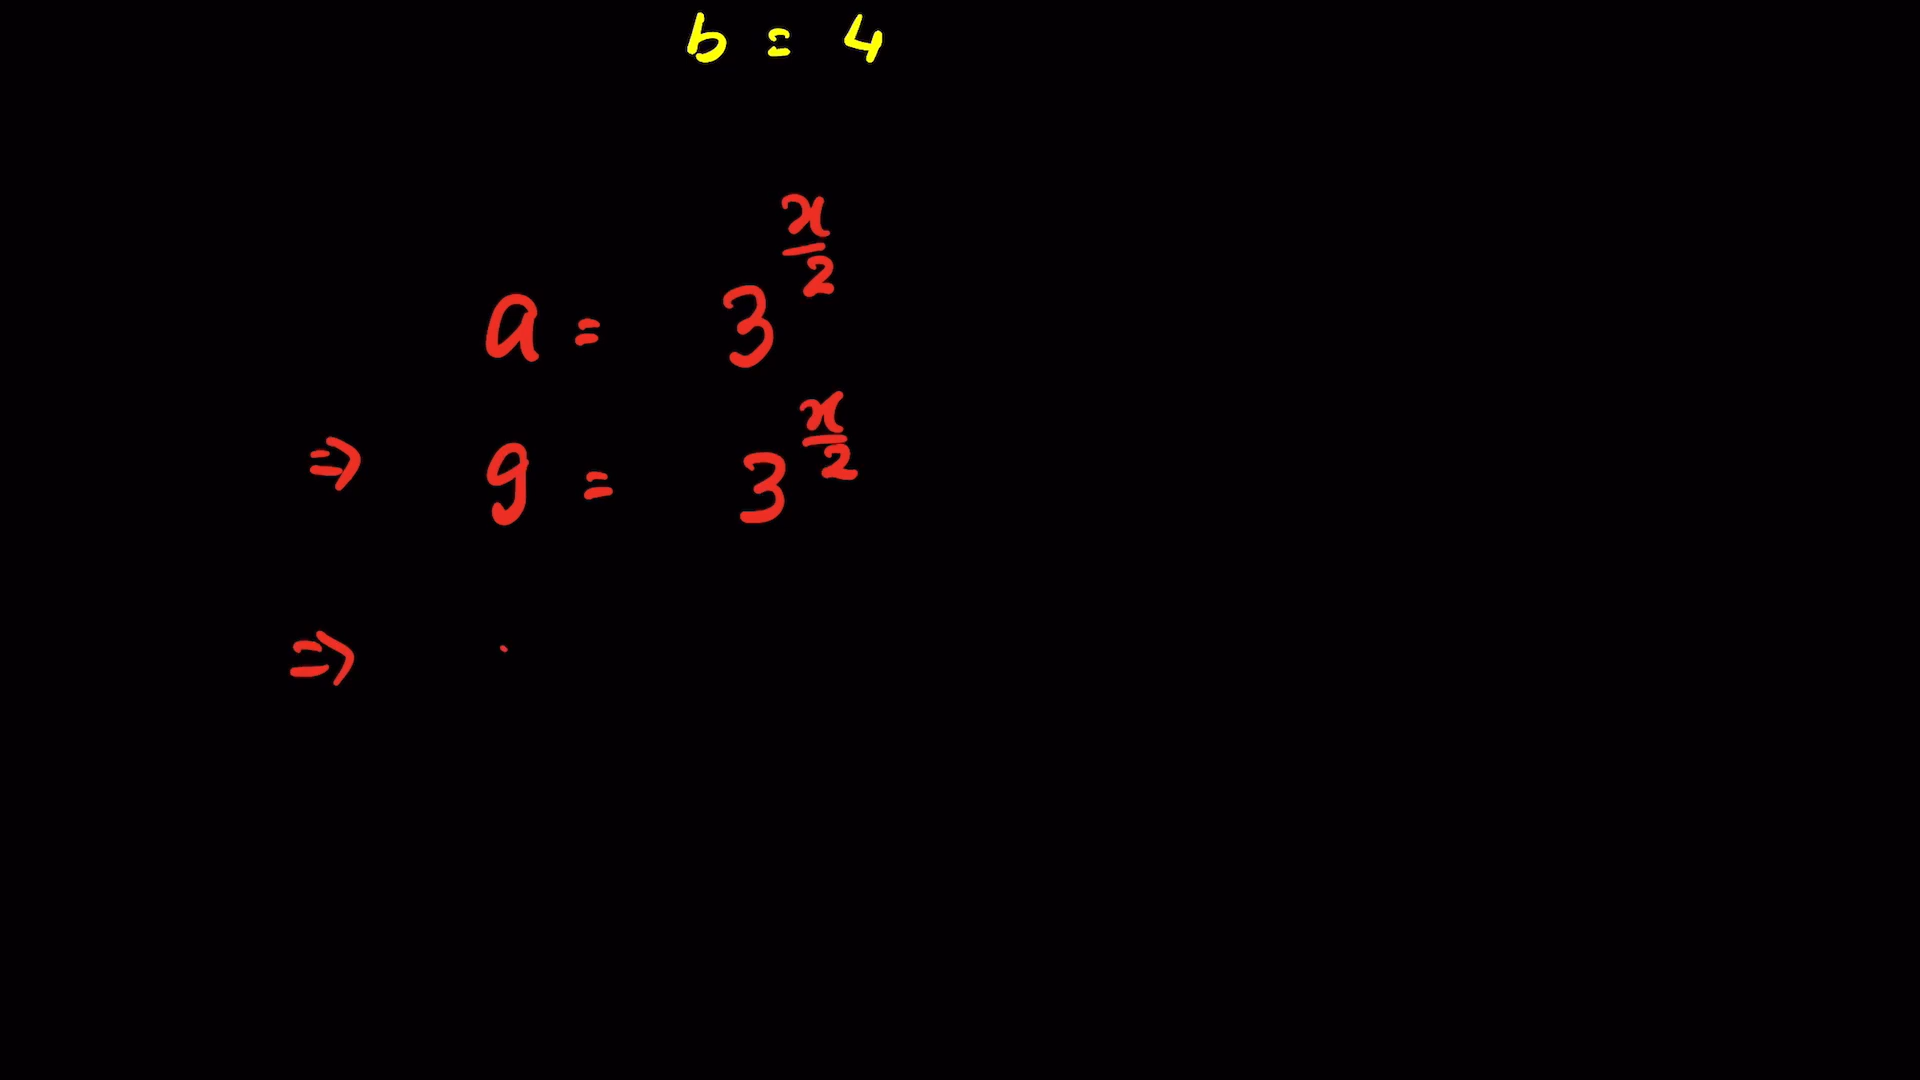 b = 4
a = 3^{x/2}
⇒ 9 = 3^{x/2}
⇒